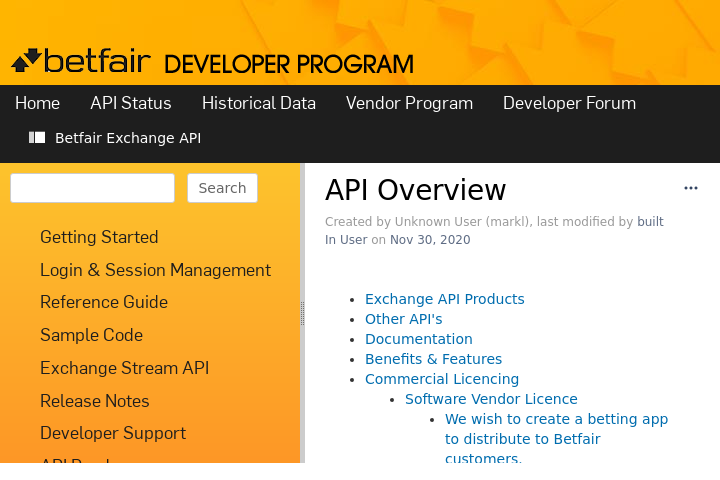 betfair DEVELOPER PROGRAM
Home API Status Historical Data Vendor Program Developer Forum
Betfair Exchange API
Search
Getting Started
Login & Session Management
Reference Guide
Sample Code
Exchange Stream API
Release Notes
Developer Support
API Overview
Created by Unknown User (markl), last modified by built
In User on Nov 30, 2020
Exchange API Products
Other API's
Documentation
Benefits & Features
Commercial Licencing
Software Vendor Licence
We wish to create a betting app
to distribute to Betfair
customers.